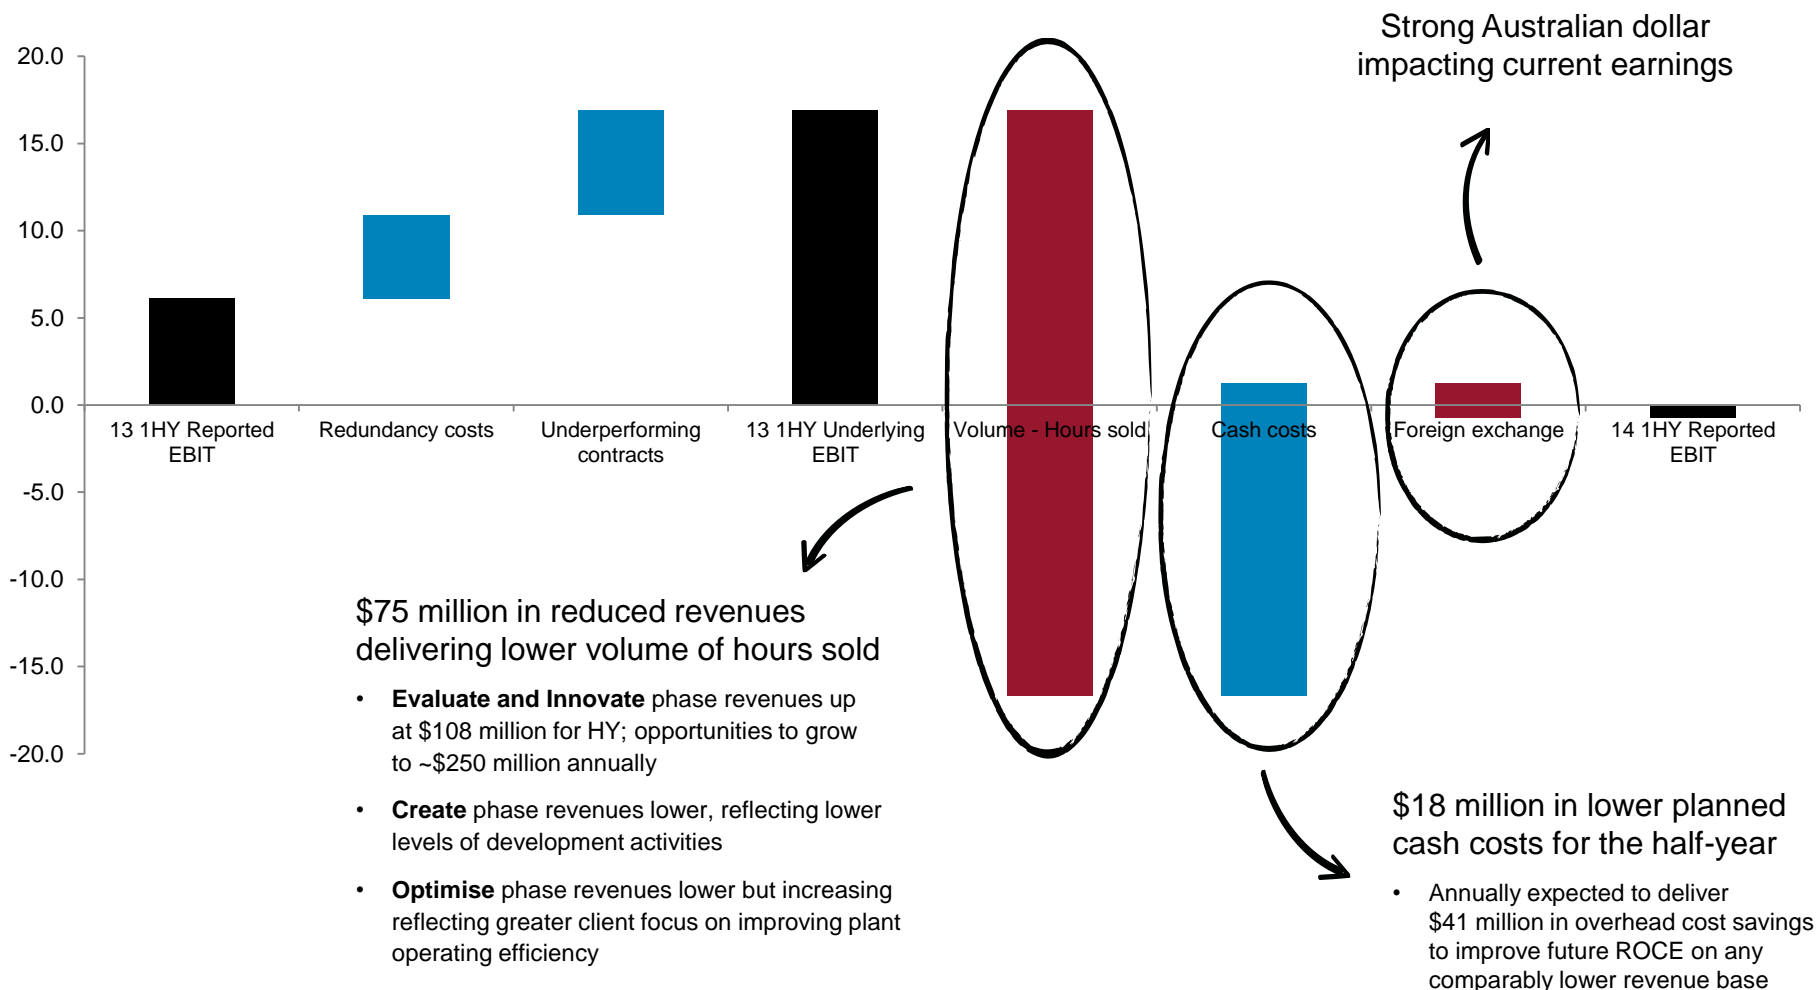 Strong Australian dollar
impacting current earnings
20.0
15.0
10.0
5.0
0.0
-5.0
-10.0
-15.0
-20.0
13 1HY Reported
EBIT
Redundancy costs
Underperforming
contracts
13 1HY Underlying
EBIT
Volume - Hours sold
Cash costs
Foreign exchange
14 1HY Reported
EBIT
$75 million in reduced revenues
delivering lower volume of hours sold
• Evaluate and Innovate phase revenues up
at $108 million for HY; opportunities to grow
to ~$250 million annually
• Create phase revenues lower, reflecting lower
levels of development activities
• Optimise phase revenues lower but increasing
reflecting greater client focus on improving plant
operating efficiency
$18 million in lower planned
cash costs for the half-year
• Annually expected to deliver
$41 million in overhead cost savings
to improve future ROCE on any
comparably lower revenue base